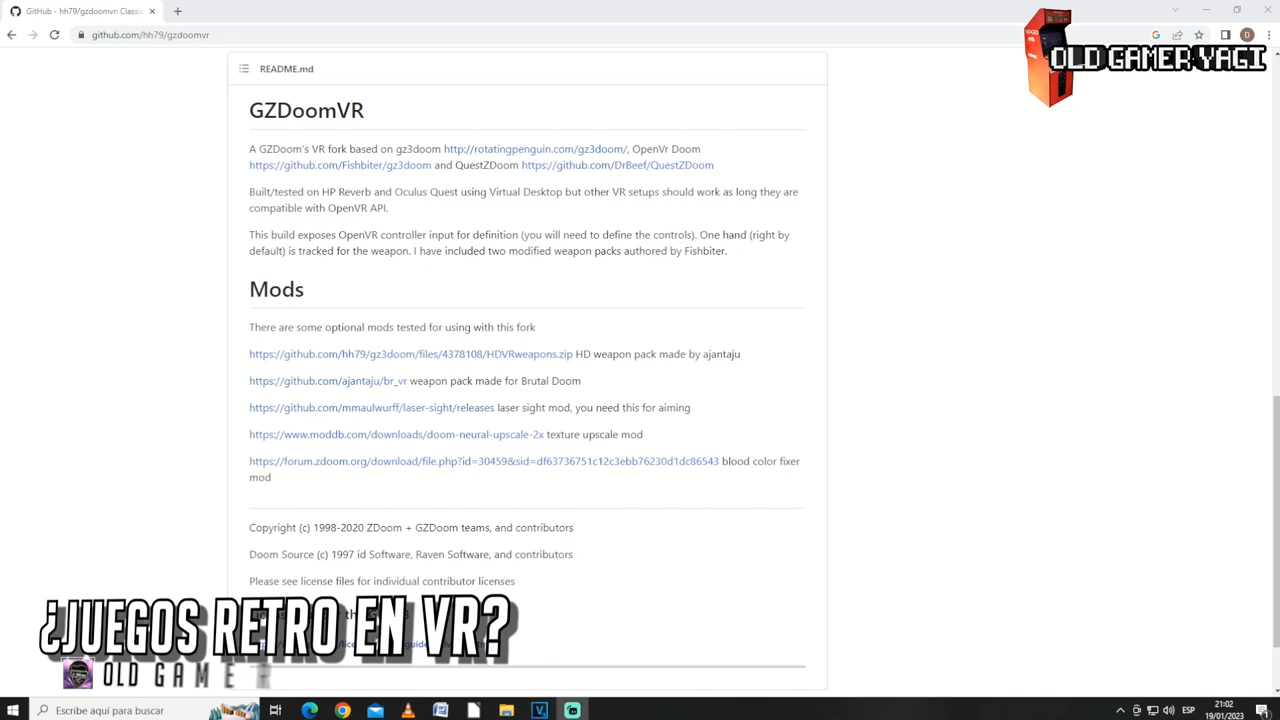 GitHub - hh79/gzdoomvr: Classi
github.com/hh79/gzdoomvr
G
D
OLD GAMER YAGI
README.md
GZDoomVR
A GZDoom's VR fork based on gz3doom http://rotatingpenguin.com/gz3doom/, OpenVr Doom
https://github.com/Fishbiter/gz3doom and QuestZDoom https://github.com/DrBeef/QuestZDoom
Built/tested on HP Reverb and Oculus Quest using Virtual Desktop but other VR setups should work as long they are
compatible with OpenVR API.
This build exposes OpenVR controller input for definition (you will need to define the controls). One hand (right by
default) is tracked for the weapon. I have included two modified weapon packs authored by Fishbiter.
Mods
There are some optional mods tested for using with this fork
https://github.com/hh79/gz3doom/files/4378108/HDVRweapons.zip HD weapon pack made by ajantaju
https://github.com/ajantaju/br_vr weapon pack made for Brutal Doom
https://github.com/mmaulwurff/laser-sight/releases laser sight mod, you need this for aiming
https://www.moddb.com/downloads/doom-neural-upscale-2x texture upscale mod
https://forum.zdoom.org/download/file.php?id=30459&sid=df63736751c12c3ebb76230d1dc86543 blood color fixer
mod
Copyright (c) 1998-2020 ZDoom + GZDoom teams, and contributors
Doom Source (c) 1997 id Software, Raven Software, and contributors
Please see license files for individual contributor licenses
¿JUEGOS RETRO EN VR?
OLD GAME
Escribe aquí para buscar
ESP
21:02
19/01/2023